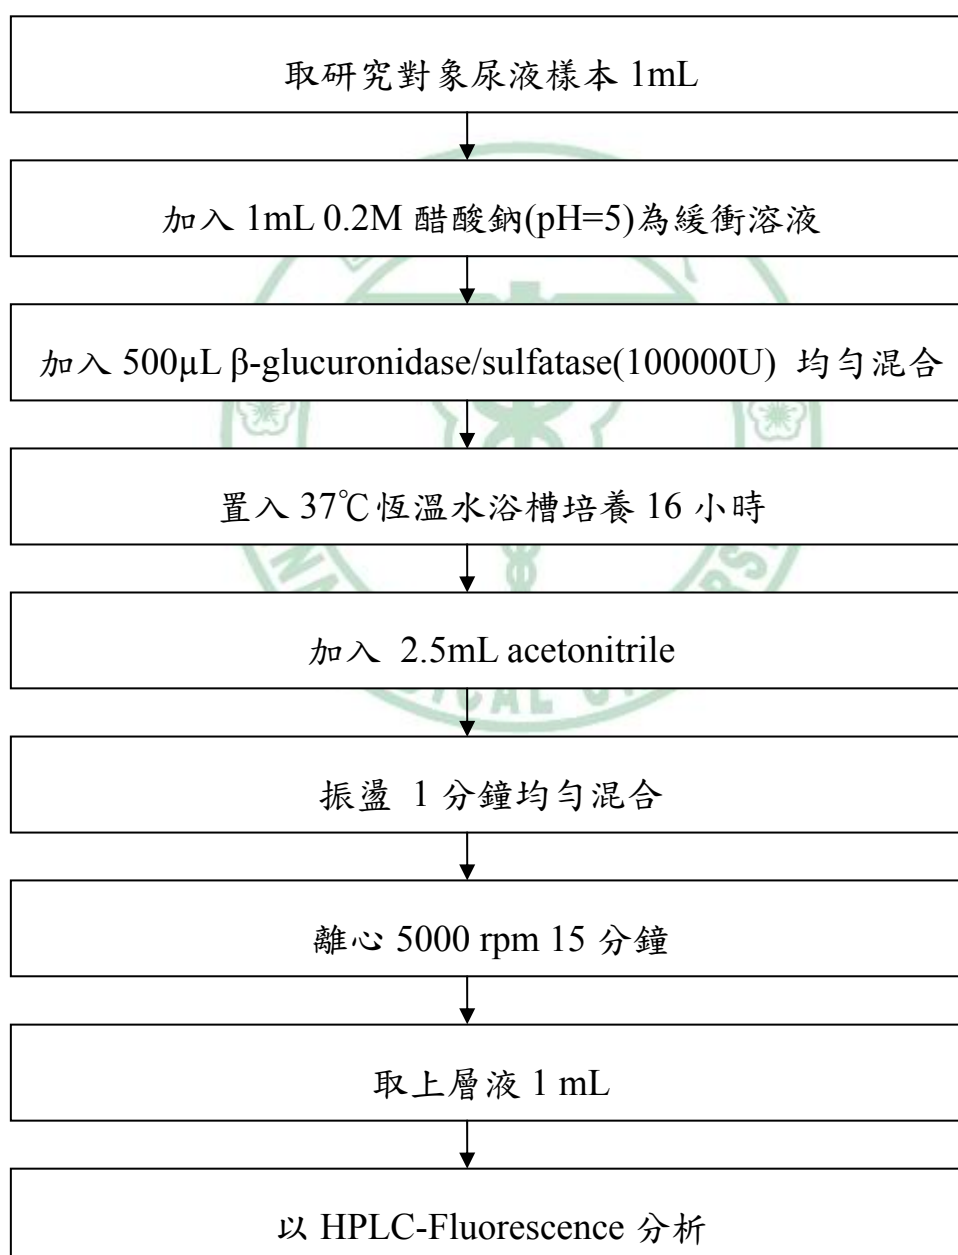 取研究對象尿液樣本 1mL
加入 1mL 0.2M 醋酸鈉(pH=5)為緩衝溶液
加入 500μL β-glucuronidase/sulfatase(100000U) 均勻混合
置入 37℃恆溫水浴槽培養 16 小時
加入 2.5mL acetonitrile
振盪 1 分鐘均勻混合
離心 5000 rpm 15 分鐘
取上層液 1 mL
以 HPLC-Fluorescence 分析